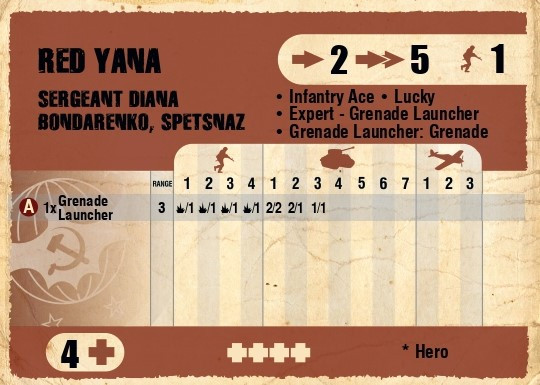 RED YANA
2 5 1
SERGEANT DIANA
BONDARENKO, SPETSNAZ
• Infantry Ace • Lucky
• Expert - Grenade Launcher
• Grenade Launcher: Grenade
RANGE 1 2 3 4 1 2 3 4 5 6 7 1 2 3
A 1x Grenade Launcher 3 /1 /1 /1 /1 2/2 2/1 1/1
4
* Hero